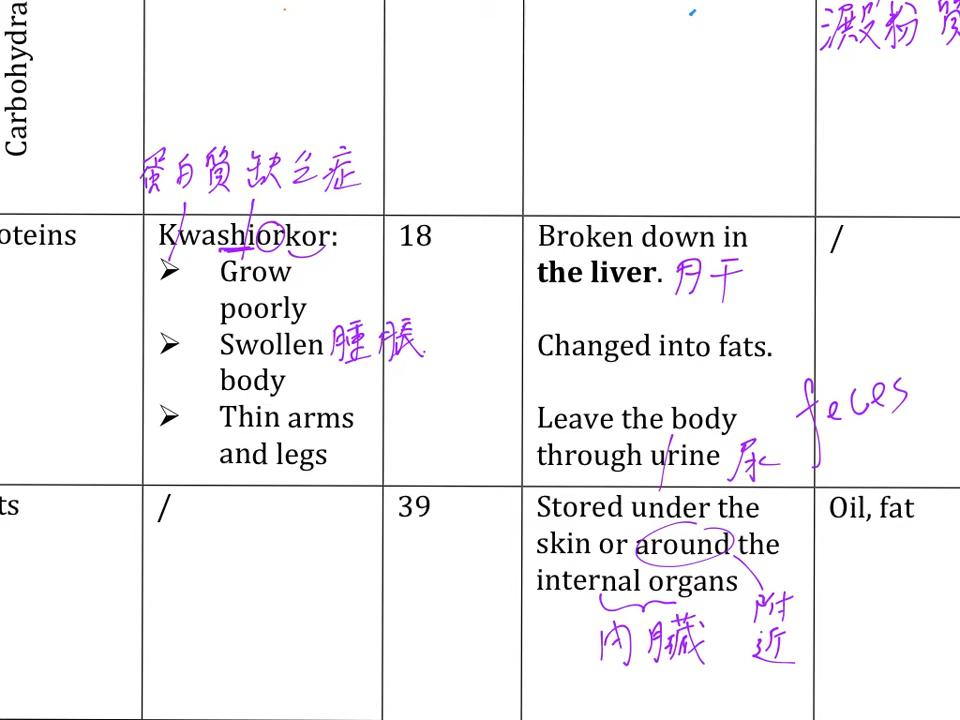 Carbohydra
澱粉質
蛋白質缺乏症
oteins
Kwashiorkor:
➢ Grow
poorly
➢ Swollen 腫脹
body
➢ Thin arms
and legs
18
Broken down in
the liver. 肝
Changed into fats.
Leave the body
through urine 尿
feces
/
ts
/
39
Stored under the
skin or around the
internal organs
內臟
附近
Oil, fat